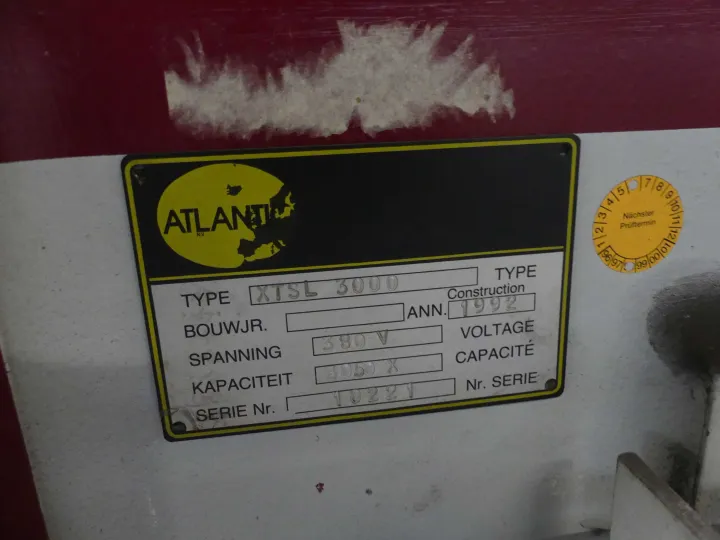 ATLANTI
TYPE XTSL 3000 TYPE
BOUWJR. ANN. Construction 1992
SPANNING 380 V VOLTAGE
KAPACITEIT CAPACITÉ
SERIE Nr. 10221 Nr. SERIE
1 2 3 4 5 7 8 9 10 11 12
Nächster
Prüftermin